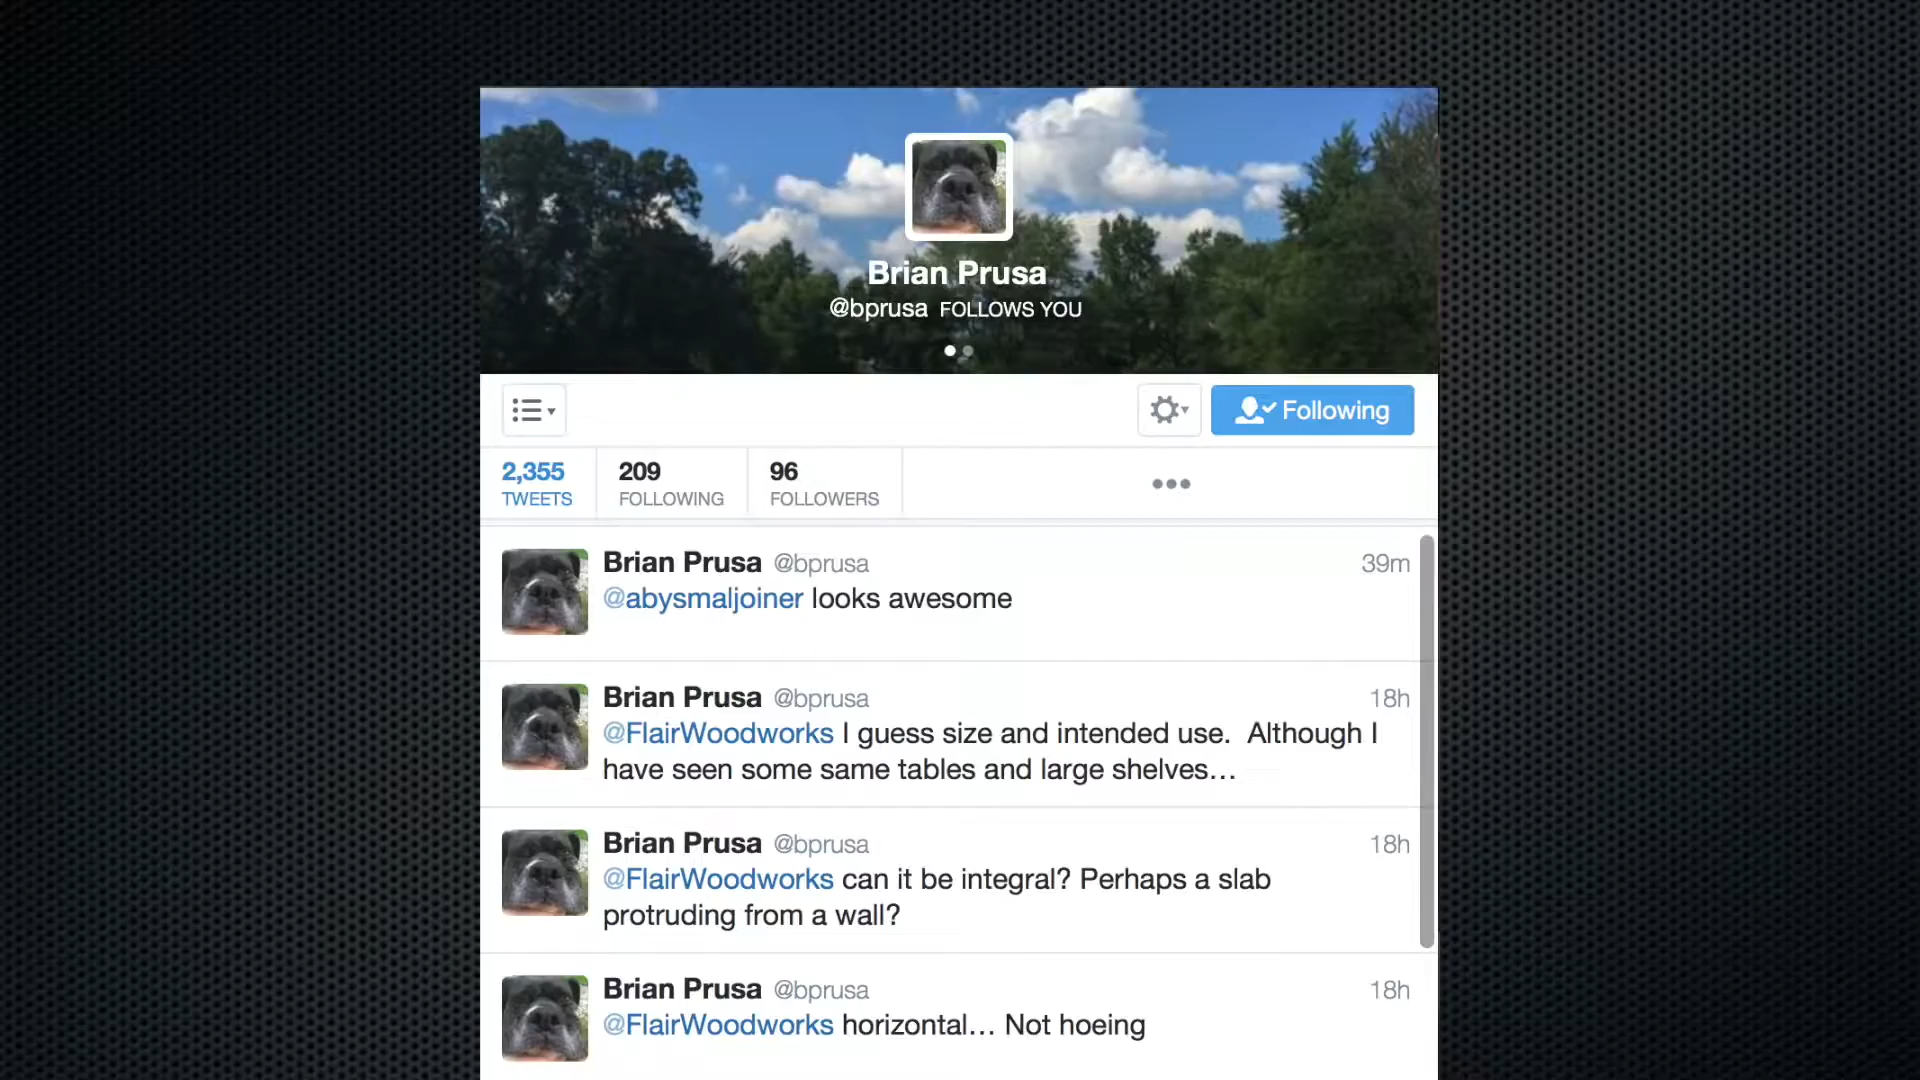 Brian Prusa
@bprusa FOLLOWS YOU
Following
2,355 209 96
TWEETS FOLLOWING FOLLOWERS
Brian Prusa @bprusa 39m
@abysmaljoiner looks awesome
Brian Prusa @bprusa 18h
@FlairWoodworks I guess size and intended use. Although I
have seen some same tables and large shelves…
Brian Prusa @bprusa 18h
@FlairWoodworks can it be integral? Perhaps a slab
protruding from a wall?
Brian Prusa @bprusa 18h
@FlairWoodworks horizontal… Not hoeing